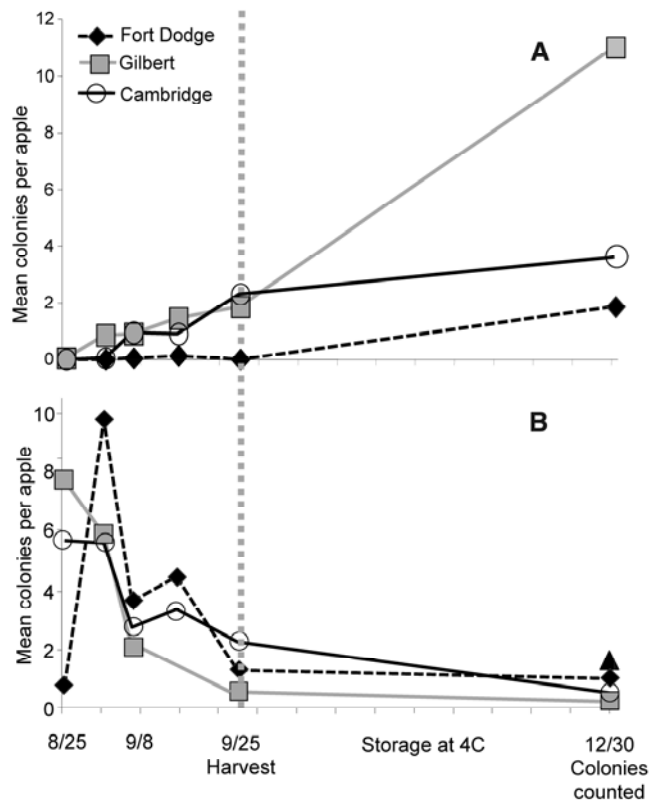 12
10
8
6
4
2
0
Mean colonies per apple
Fort Dodge
Gilbert
Cambridge
A
10
8
6
4
2
0
Mean colonies per apple
B
8/25 9/8 9/25 Storage at 4C 12/30
Harvest Colonies
counted